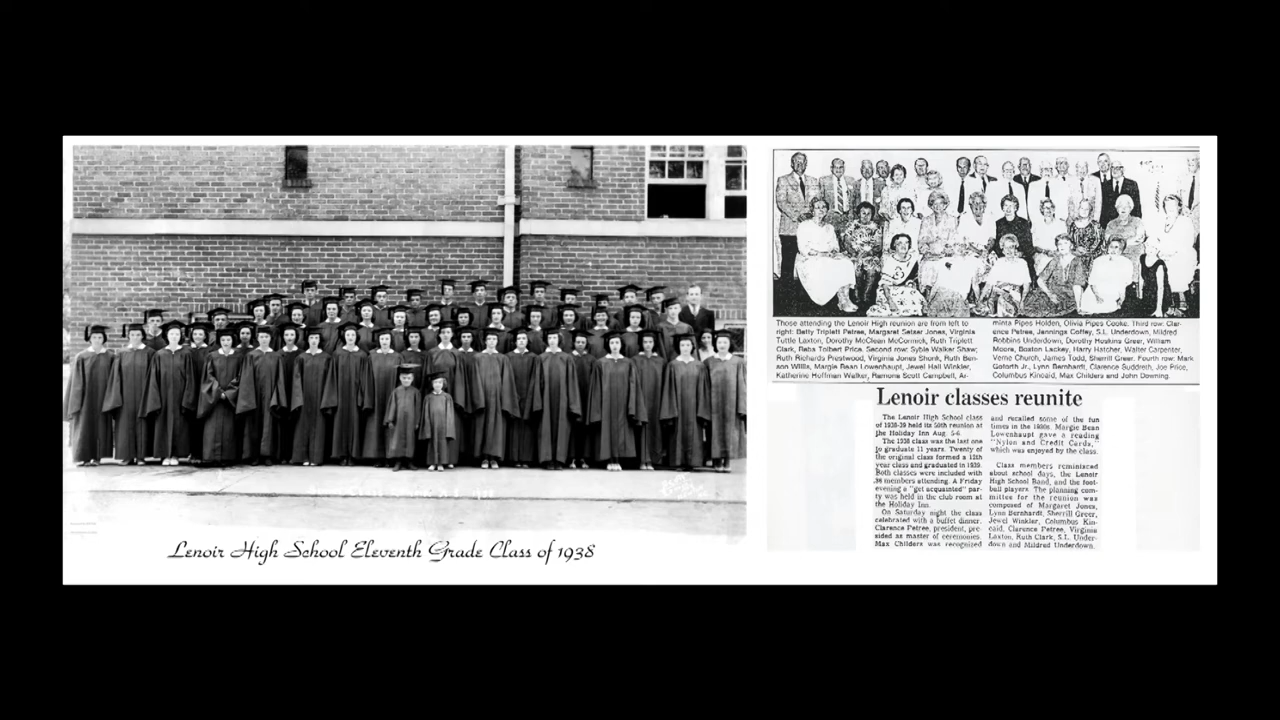 Lenoir High School Eleventh Grade Class of 1938
Those attending the Lenoir High reunion are from left to
right: Betty Triplett Petree, Margaret Setser Jones, Virginia
Tuttle Laxton, Dorothy McClean McCormick, Ruth Triplett
Clark, Reba Tolbert Price. Second row: Sybia Walker Shaw;
Ruth Richards Prestwood, Virginia Jones Shonk, Ruth Ben-
son Willis, Margie Bean Lowenhaupt, Jewel Hall Winkler,
Katherine Hoffman Walker, Ramona Scott Campbell, Ar-
minta Pipes Holden, Olivia Pipes Cooke. Third row: Clar-
ence Petree, Jennings Coffey, S.L. Underdown, Mildred
Robbins Underdown, Dorothy Hoskins Greer, William
Moore, Boston Lackey, Harry Hatcher, Walter Carpenter,
Verne Church, James Todd, Sherrill Greer. Fourth row: Mark
Goforth Jr., Lynn Bernhardt, Clarence Suddreth, Joe Price,
Columbus Kincaid, Max Childers and John Downing.
Lenoir classes reunite
The Lenoir High School class
of 1938-39 held its 50th reunion at
the Holiday Inn Aug. 5-6.
The 1938 class was the last one
to graduate 11 years. Twenty of
the original class formed a 12th
year class and graduated in 1939.
Both classes were included with
36 members attending. A Friday
evening a "get acquainted" par-
ty was held in the club room at
the Holiday Inn.
On Saturday night the class
celebrated with a buffet dinner.
Clarence Petree, president, pre-
sided as master of ceremonies.
Max Childers was recognized
and recalled some of the fun
times in the 1930s. Margie Bean
Lowenhaupt gave a reading
"Nylon and Credit Cards,"
which was enjoyed by the class.
Class members reminisced
about school days, the Lenoir
High School Band, and the foot-
ball players. The planning com-
mittee for the reunion was
composed of Margaret Jones,
Lynn Bernhardt, Sherrill Greer,
Jewel Winkler, Columbus Kin-
caid, Clarence Petree, Virginia
Laxton, Ruth Clark, S.L. Under-
down and Mildred Underdown.